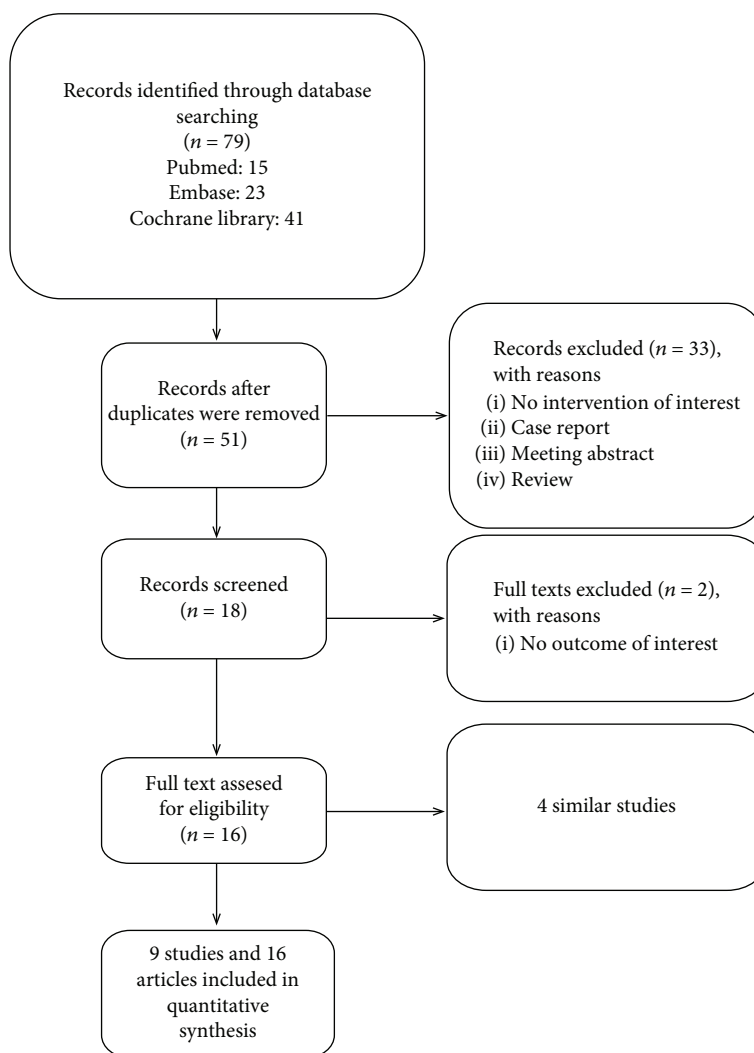 Records identified through database
searching
(n = 79)
Pubmed: 15
Embase: 23
Cochrane library: 41
Records after
duplicates were removed
(n = 51)
Records excluded (n = 33),
with reasons
(i) No intervention of interest
(ii) Case report
(iii) Meeting abstract
(iv) Review
Records screened
(n = 18)
Full texts excluded (n = 2),
with reasons
(i) No outcome of interest
Full text assesed
for eligibility
(n = 16)
4 similar studies
9 studies and 16
articles included in
quantitative
synthesis